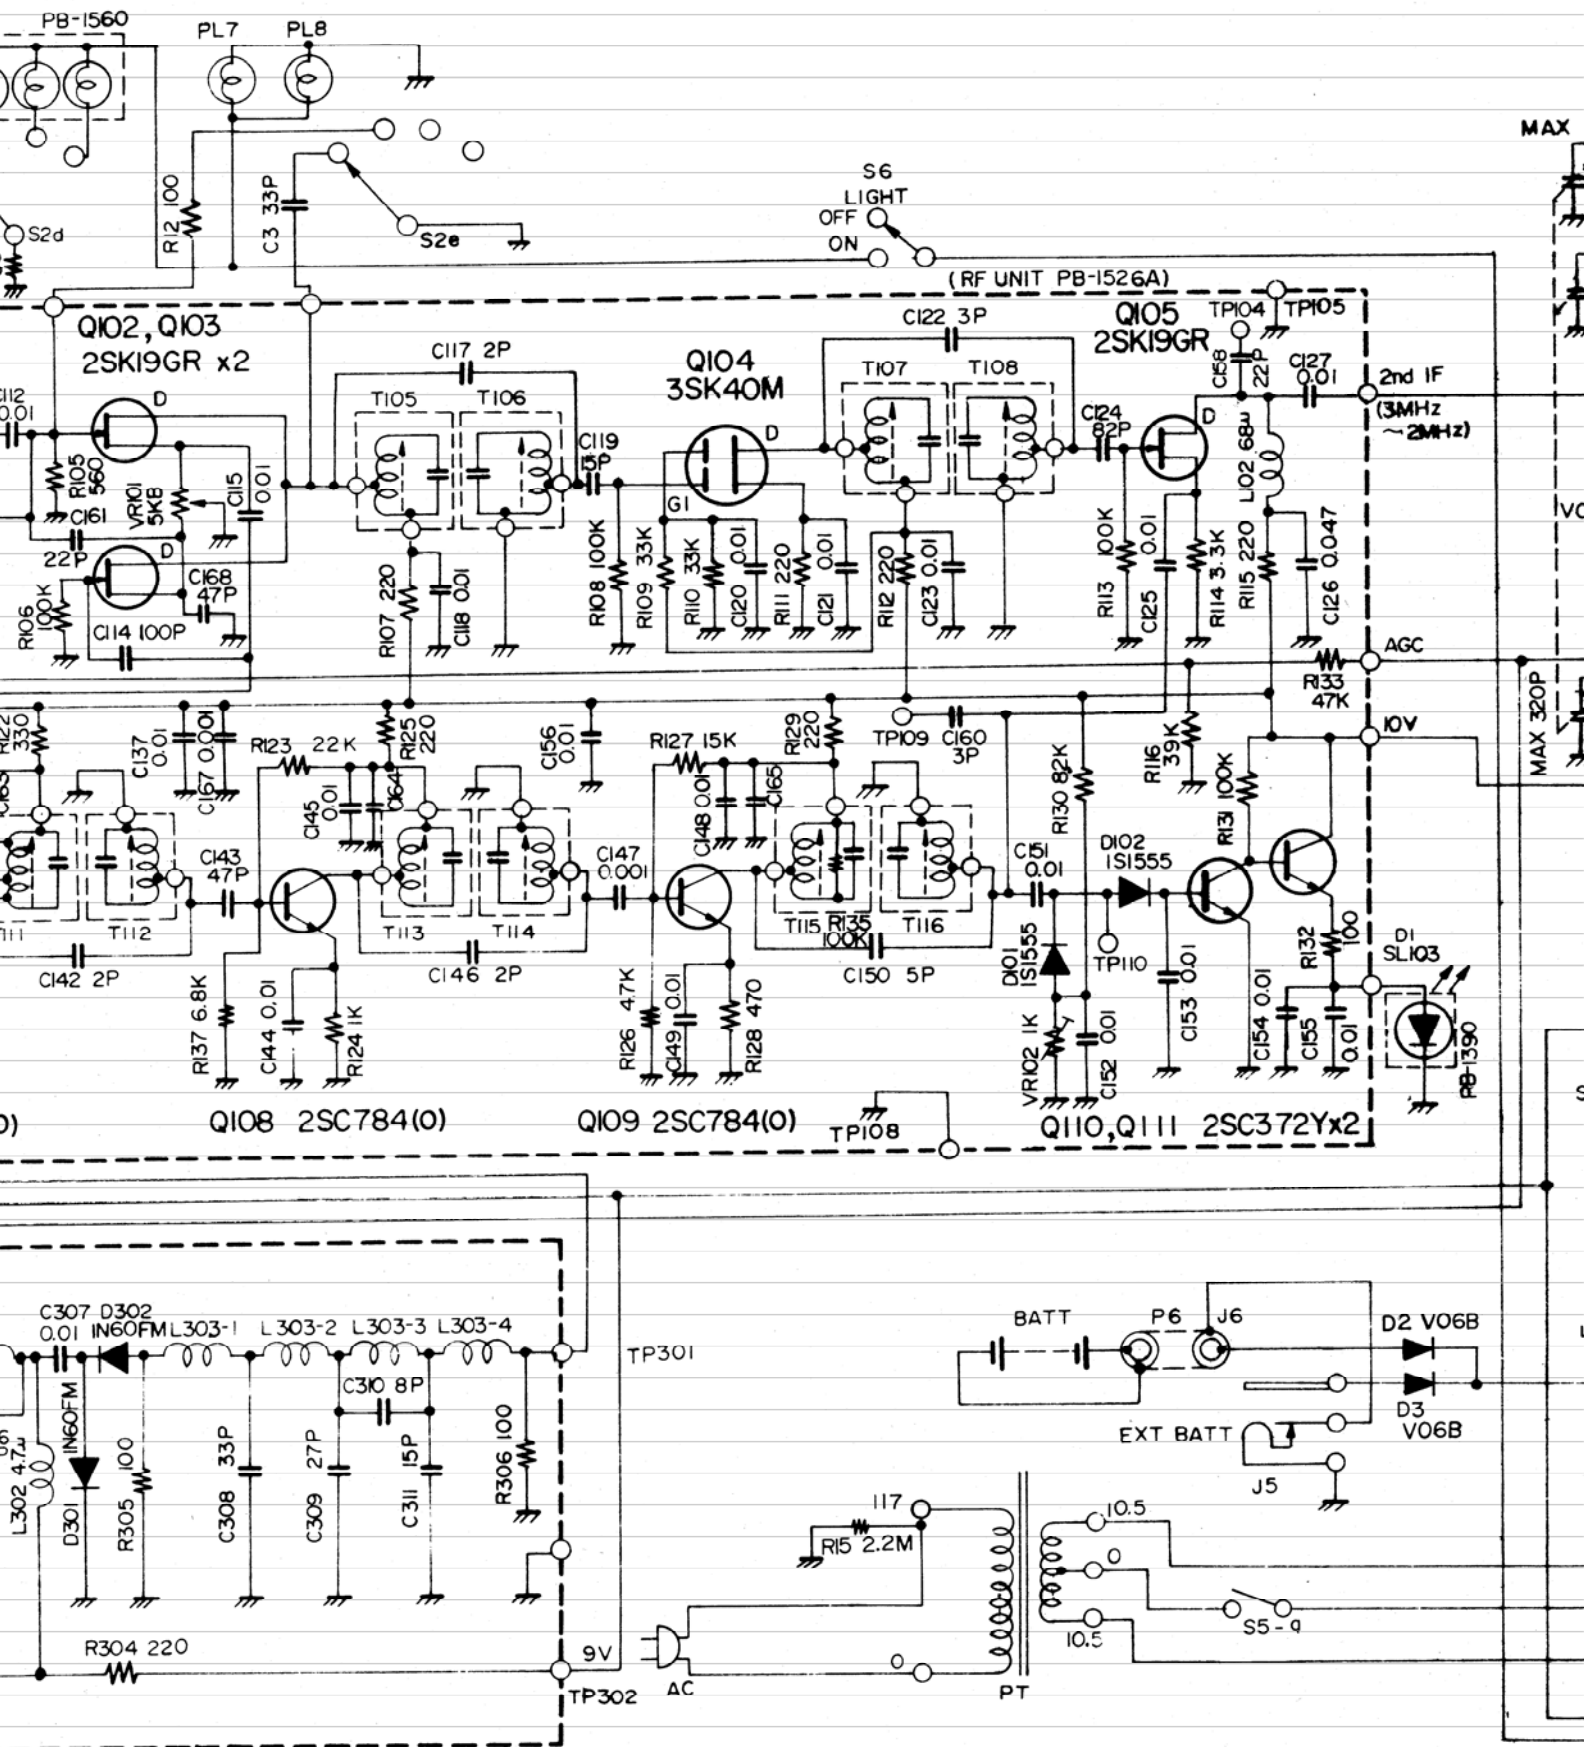 PB-1560
PL7 PL8
MAX
S6
LIGHT
OFF
ON
R12 100
C3 33P
S2d
S2e
(RF UNIT PB-1526A)
Q102, Q103
2SK19GR x2
C117 2P
Q104
3SK40M
C122 3P
Q105
2SK19GR
TP104 TP105
C158
22P
C127
0.01
2nd IF
(3MHz
~2MHz)
C112
0.01
D
T105 T106
C119
15P
D
G1
T107 T108
C124
82P
D
L102 68μ
R105
560
VR101
5KB
C115
0.01
C161
22P
D
C168
47P
R106
100K
C114 100P
R107 220
C118 0.01
R108 100K
R109 33K
R110 33K
C120 0.01
R111 220
C121 0.01
R112 220
C123 0.01
R113 100K
C125 0.01
R114 3.3K
R115 220
C126 0.047
AGC
R133
47K
10V
MAX 320P
R122
330
C137
0.01
C167 0.001
R123 22K
R125
220
C145
0.01
C164
C156
0.01
R127 15K
R129
220
C148 0.01
C165
TP109
C160
3P
R130 82K
R116
39K
R131 100K
C143
47P
C147
0.001
C151
0.01
D102
1S1555
T111 T112
T113 T114
T115 R135
100K
T116
C142 2P
C146 2P
C150 5P
D101
1S1555
TP110
R132
100
D1
SL103
R137 6.8K
C144 0.01
R124 1K
R126 4.7K
C149 0.01
R128 470
VR102 1K
C152 0.01
C153 0.01
C154 0.01
C155
0.01
PB-1390
Q108 2SC784(O)
Q109 2SC784(O)
TP108
Q110, Q111 2SC372Yx2
C307 D302
0.01 IN60FM
L303-1 L303-2 L303-3 L303-4
TP301
C310 8P
IN60FM
D301
L302 4.7μ
R305 100
C308 33P
C309 27P
C311 15P
R306 100
R304 220
9V
TP302
AC
BATT
P6 J6
D2 V06B
D3
V06B
EXT BATT
J5
117
R15 2.2M
0
PT
10.5
0
10.5
S5-9